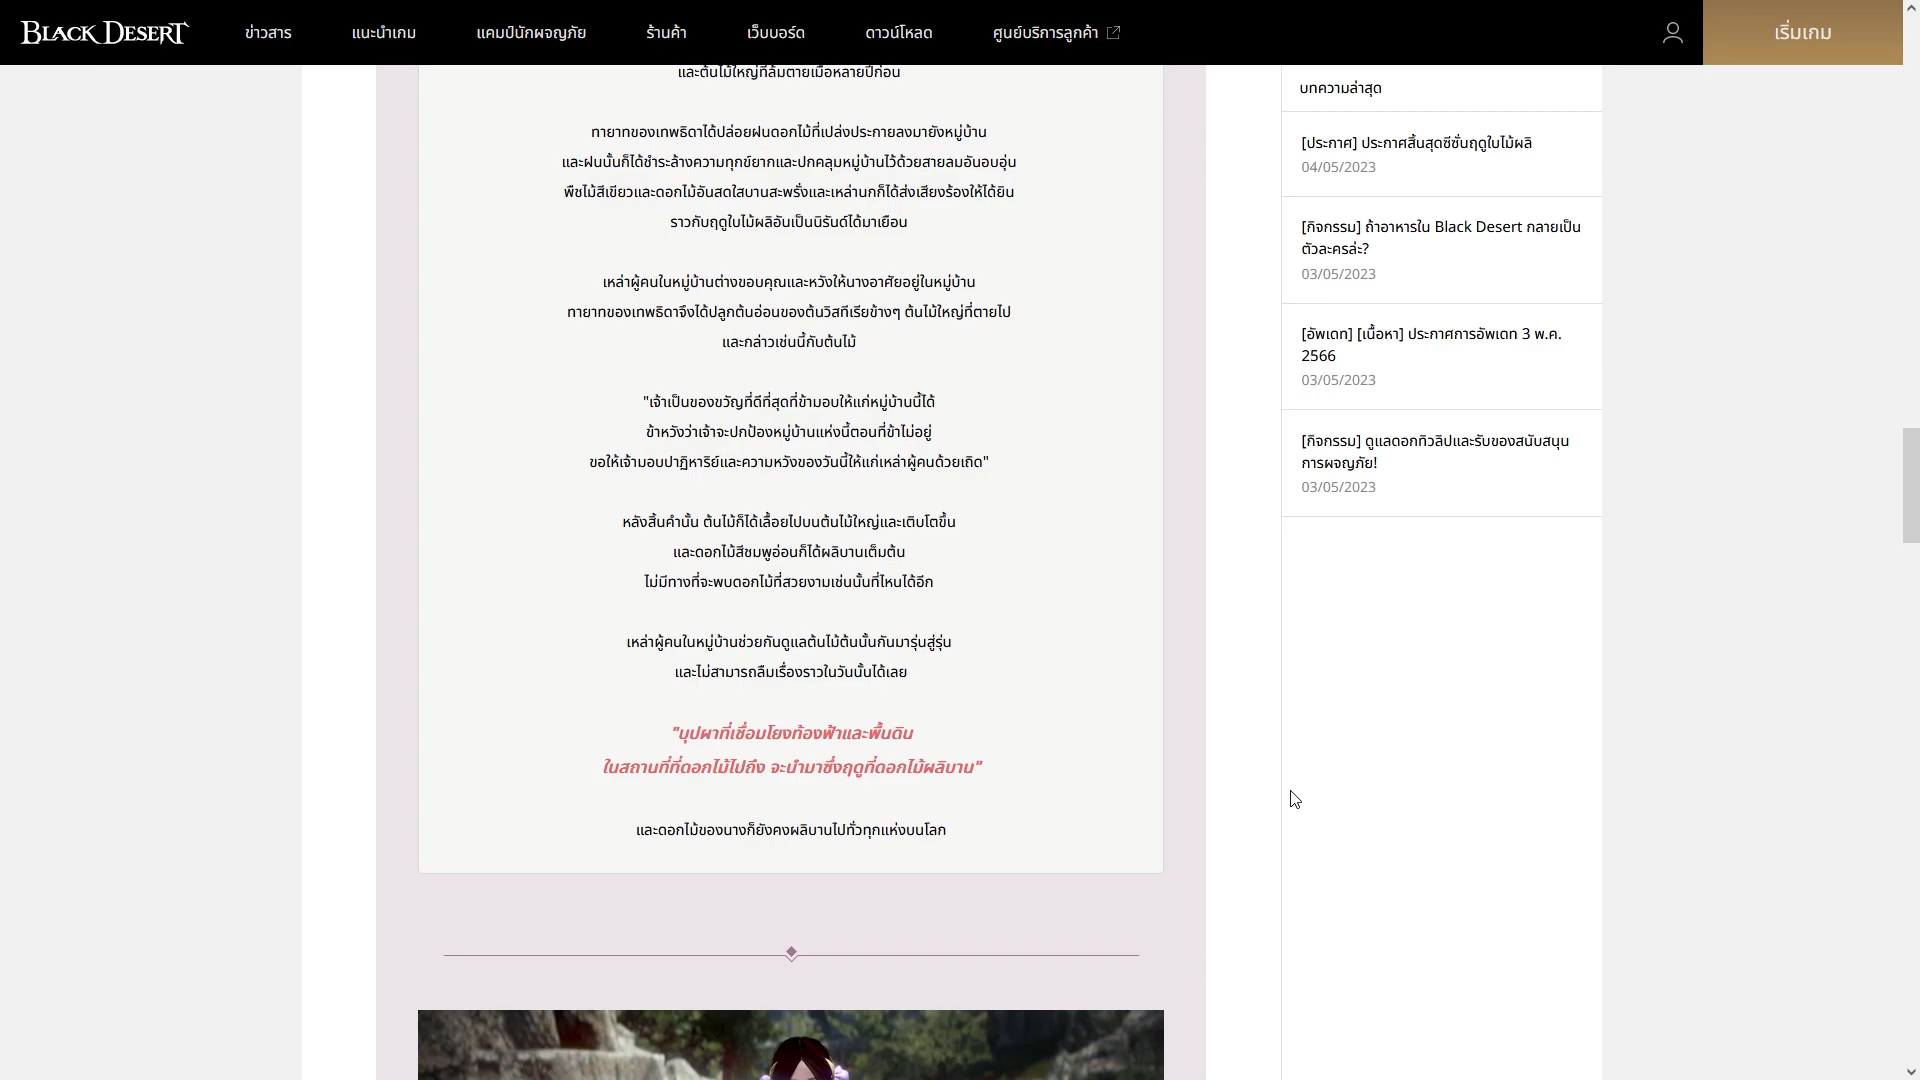 BLACK DESERT
ข่าวสาร
แนะนำเกม
แคมป์นักผจญภัย
ร้านค้า
เว็บบอร์ด
ดาวน์โหลด
ศูนย์บริการลูกค้า
เริ่มเกม
และต้นไม้ใหญ่ที่ล้มตายเมื่อหลายปีก่อน
ทายาทของเทพธิดาได้ปล่อยฝนดอกไม้ที่เปล่งประกายลงมายังหมู่บ้าน
และฝนนั้นก็ได้ชำระล้างความทุกข์ยากและปกคลุมหมู่บ้านไว้ด้วยสายลมอันอบอุ่น
พืชไม้สีเขียวและดอกไม้อันสดใสบานสะพรั่งและเหล่านกก็ได้ส่งเสียงร้องให้ได้ยิน
ราวกับฤดูใบไม้ผลิอันเป็นนิรันด์ได้มาเยือน
เหล่าผู้คนในหมู่บ้านต่างขอบคุณและหวังให้นางอาศัยอยู่ในหมู่บ้าน
ทายาทของเทพธิดาจึงได้ปลูกต้นอ่อนของต้นวิสทีเรียข้างๆ ต้นไม้ใหญ่ที่ตายไป
และกล่าวเช่นนี้กับต้นไม้
"เจ้าเป็นของขวัญที่ดีที่สุดที่ข้ามอบให้แก่หมู่บ้านนี้ได้
ข้าหวังว่าเจ้าจะปกป้องหมู่บ้านแห่งนี้ตอนที่ข้าไม่อยู่
ขอให้เจ้ามอบปาฏิหาริย์และความหวังของวันนี้ให้แก่เหล่าผู้คนด้วยเถิด"
หลังสิ้นคำนั้น ต้นไม้ก็ได้เลื้อยไปบนต้นไม้ใหญ่และเติบโตขึ้น
และดอกไม้สีชมพูอ่อนก็ได้ผลิบานเต็มต้น
ไม่มีทางที่จะพบดอกไม้ที่สวยงามเช่นนั้นที่ไหนได้อีก
เหล่าผู้คนในหมู่บ้านช่วยกันดูแลต้นไม้ต้นนั้นกันมารุ่นสู่รุ่น
และไม่สามารถลืมเรื่องราวในวันนั้นได้เลย
"บุปผาที่เชื่อมโยงท้องฟ้าและพื้นดิน
ในสถานที่ที่ดอกไม้ไปถึง จะนำมาซึ่งฤดูที่ดอกไม้ผลิบาน"
และดอกไม้ของนางก็ยังคงผลิบานไปทั่วทุกแห่งบนโลก
บทความล่าสุด
[ประกาศ] ประกาศสิ้นสุดซีซั่นฤดูใบไม้ผลิ
04/05/2023
[กิจกรรม] ถ้าอาหารใน Black Desert กลายเป็น
ตัวละครล่ะ?
03/05/2023
[อัพเดท] [เนื้อหา] ประกาศการอัพเดท 3 พ.ค.
2566
03/05/2023
[กิจกรรม] ดูแลดอกทิวลิปและรับของสนับสนุน
การผจญภัย!
03/05/2023